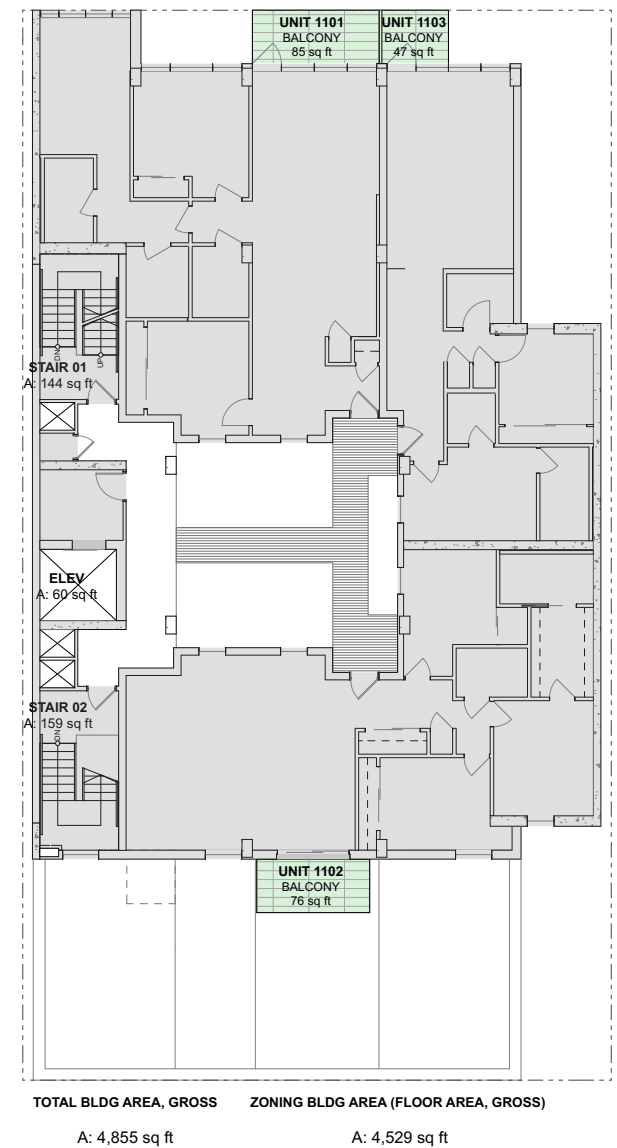 UNIT 1101
BALCONY
85 sq ft
UNIT 1103
BALCONY
47 sq ft
DN
UP
STAIR 01
A: 144 sq ft
ELEV
A: 60 sq ft
STAIR 02
A: 159 sq ft
DN
UNIT 1102
BALCONY
76 sq ft
TOTAL BLDG AREA, GROSS
ZONING BLDG AREA (FLOOR AREA, GROSS)
A: 4,855 sq ft
A: 4,529 sq ft